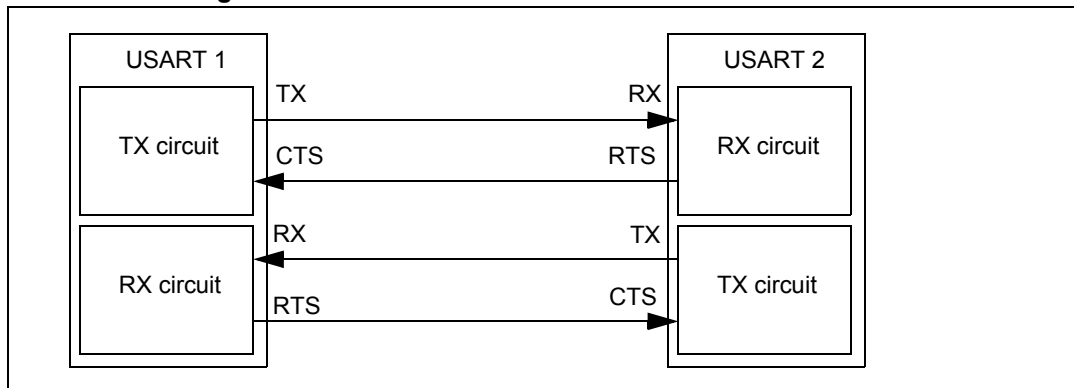 USART 1
USART 2
TX
RX
TX circuit
RX circuit
CTS
RTS
RX
TX
RX circuit
TX circuit
RTS
CTS